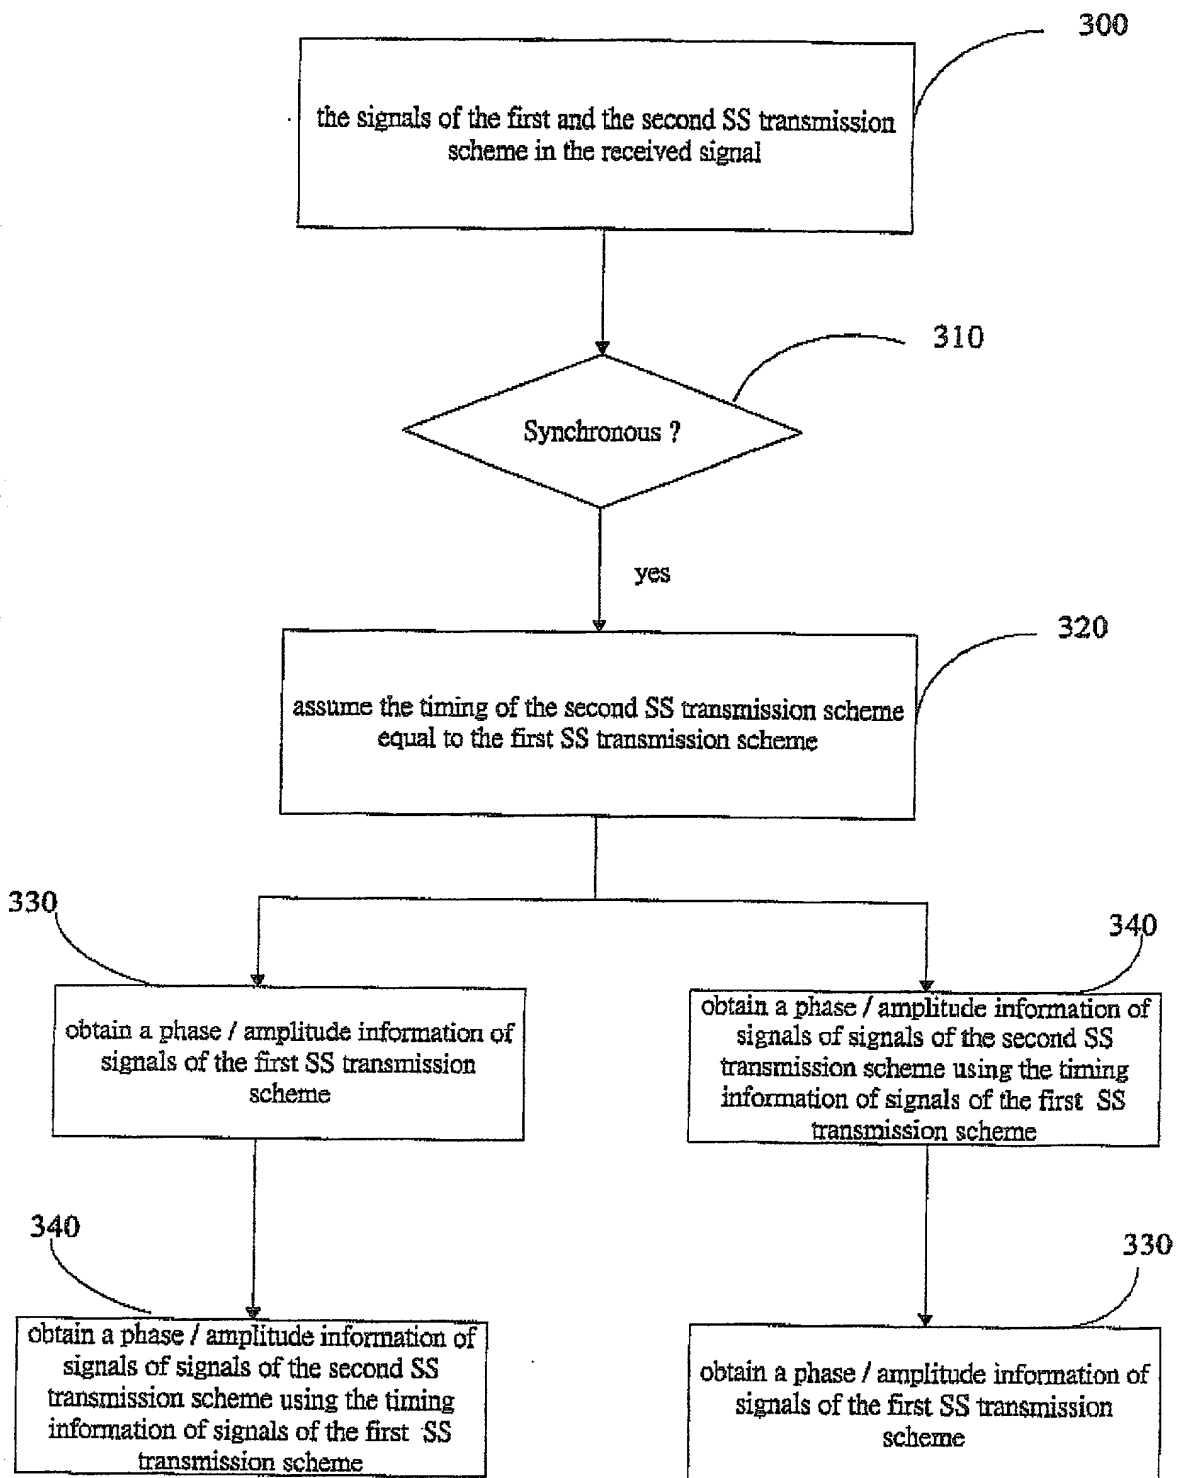 300
the signals of the first and the second SS transmission
scheme in the received signal
310
Synchronous ?
yes
320
assume the timing of the second SS transmission scheme
equal to the first SS transmission scheme
330
340
obtain a phase / amplitude information of
signals of the first SS transmission
scheme
obtain a phase / amplitude information of
signals of signals of the second SS
transmission scheme using the timing
information of signals of the first SS
transmission scheme
340
330
obtain a phase / amplitude information of
signals of signals of the second SS
transmission scheme using the timing
information of signals of the first SS
transmission scheme
obtain a phase / amplitude information of
signals of the first SS transmission
scheme